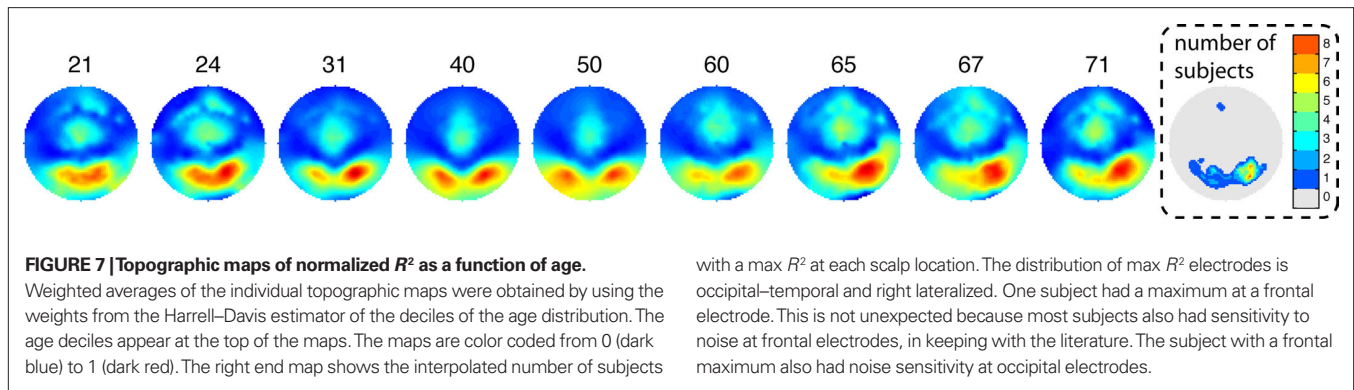 21 24 31 40 50 60 65 67 71
number of
subjects
8
7
6
5
4
3
2
1
0
FIGURE 7 | Topographic maps of normalized R² as a function of age.
Weighted averages of the individual topographic maps were obtained by using the
weights from the Harrell–Davis estimator of the deciles of the age distribution. The
age deciles appear at the top of the maps. The maps are color coded from 0 (dark
blue) to 1 (dark red). The right end map shows the interpolated number of subjects
with a max R² at each scalp location. The distribution of max R² electrodes is
occipital–temporal and right lateralized. One subject had a maximum at a frontal
electrode. This is not unexpected because most subjects also had sensitivity to
noise at frontal electrodes, in keeping with the literature. The subject with a frontal
maximum also had noise sensitivity at occipital electrodes.